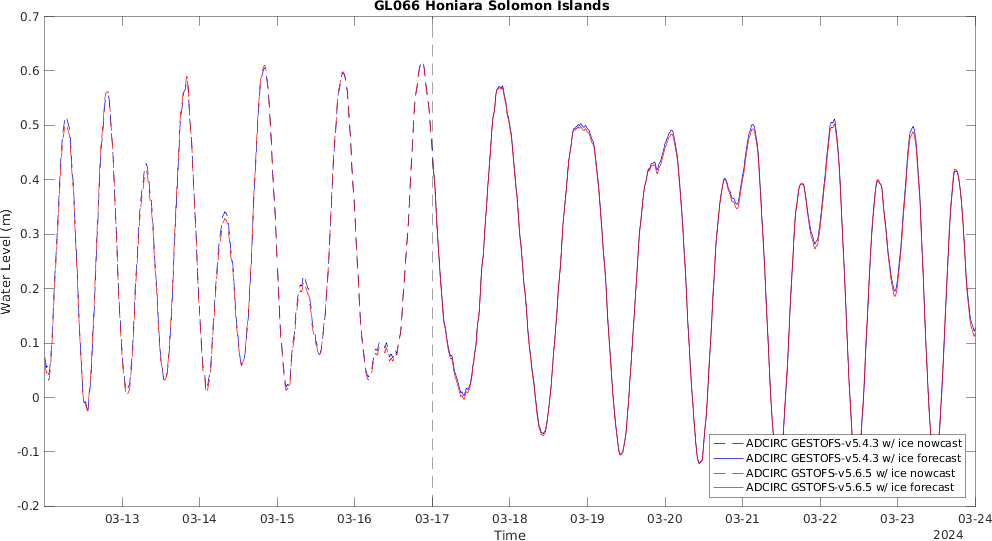 GL066 Honiara Solomon Islands
Water Level (m)
0.7
0.6
0.5
0.4
0.3
0.2
0.1
0
-0.1
-0.2
ADCIRC GESTOFS-v5.4.3 w/ ice nowcast
ADCIRC GESTOFS-v5.4.3 w/ ice forecast
ADCIRC GSTOFS-v5.6.5 w/ ice nowcast
ADCIRC GSTOFS-v5.6.5 w/ ice forecast
03-13 03-14 03-15 03-16 03-17 03-18 03-19 03-20 03-21 03-22 03-23 03-24
Time
2024